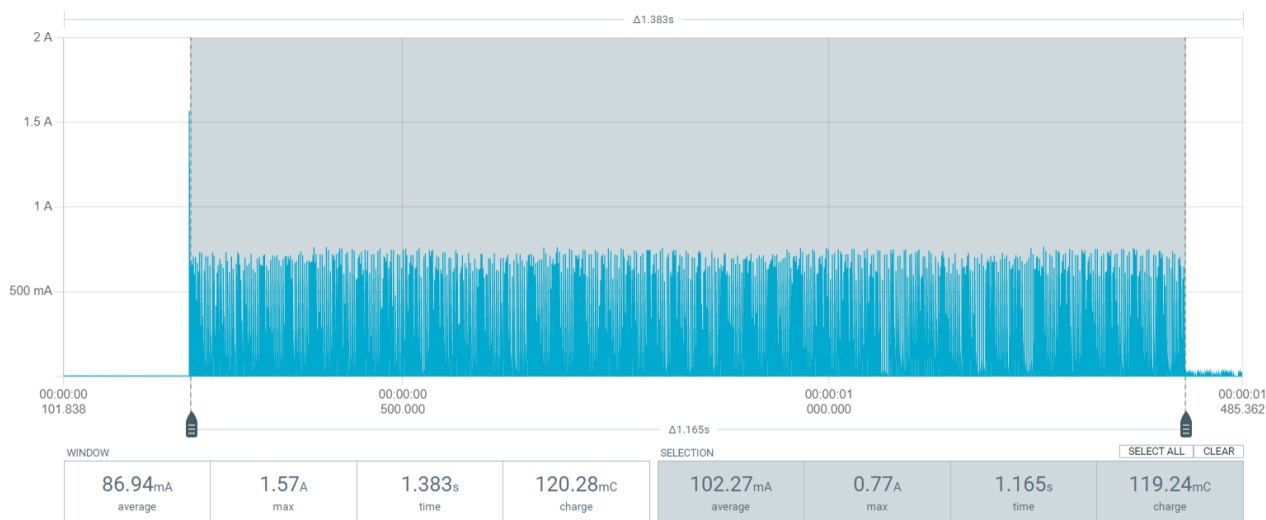 Δ1.383s
2 A
1.5 A
1 A
500 mA
00:00:00 00:00:00 00:00:01 00:00:01
101.838 500.000 000.000 485.362
Δ1.165s
WINDOW SELECTION SELECT ALL CLEAR
86.94mA 1.57A 1.383s 120.28mC 102.27mA 0.77A 1.165s 119.24mC
average max time charge average max time charge